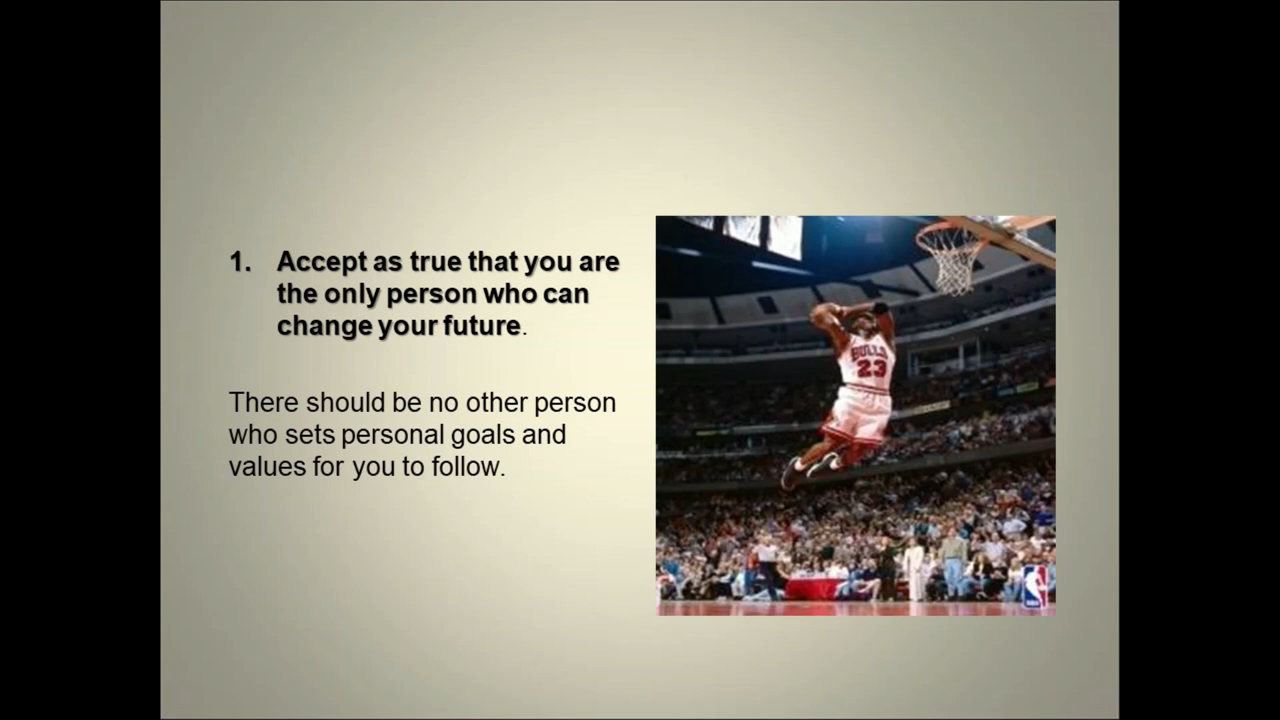 1. Accept as true that you are
the only person who can
change your future.
There should be no other person
who sets personal goals and
values for you to follow.
BULLS
23
NBA